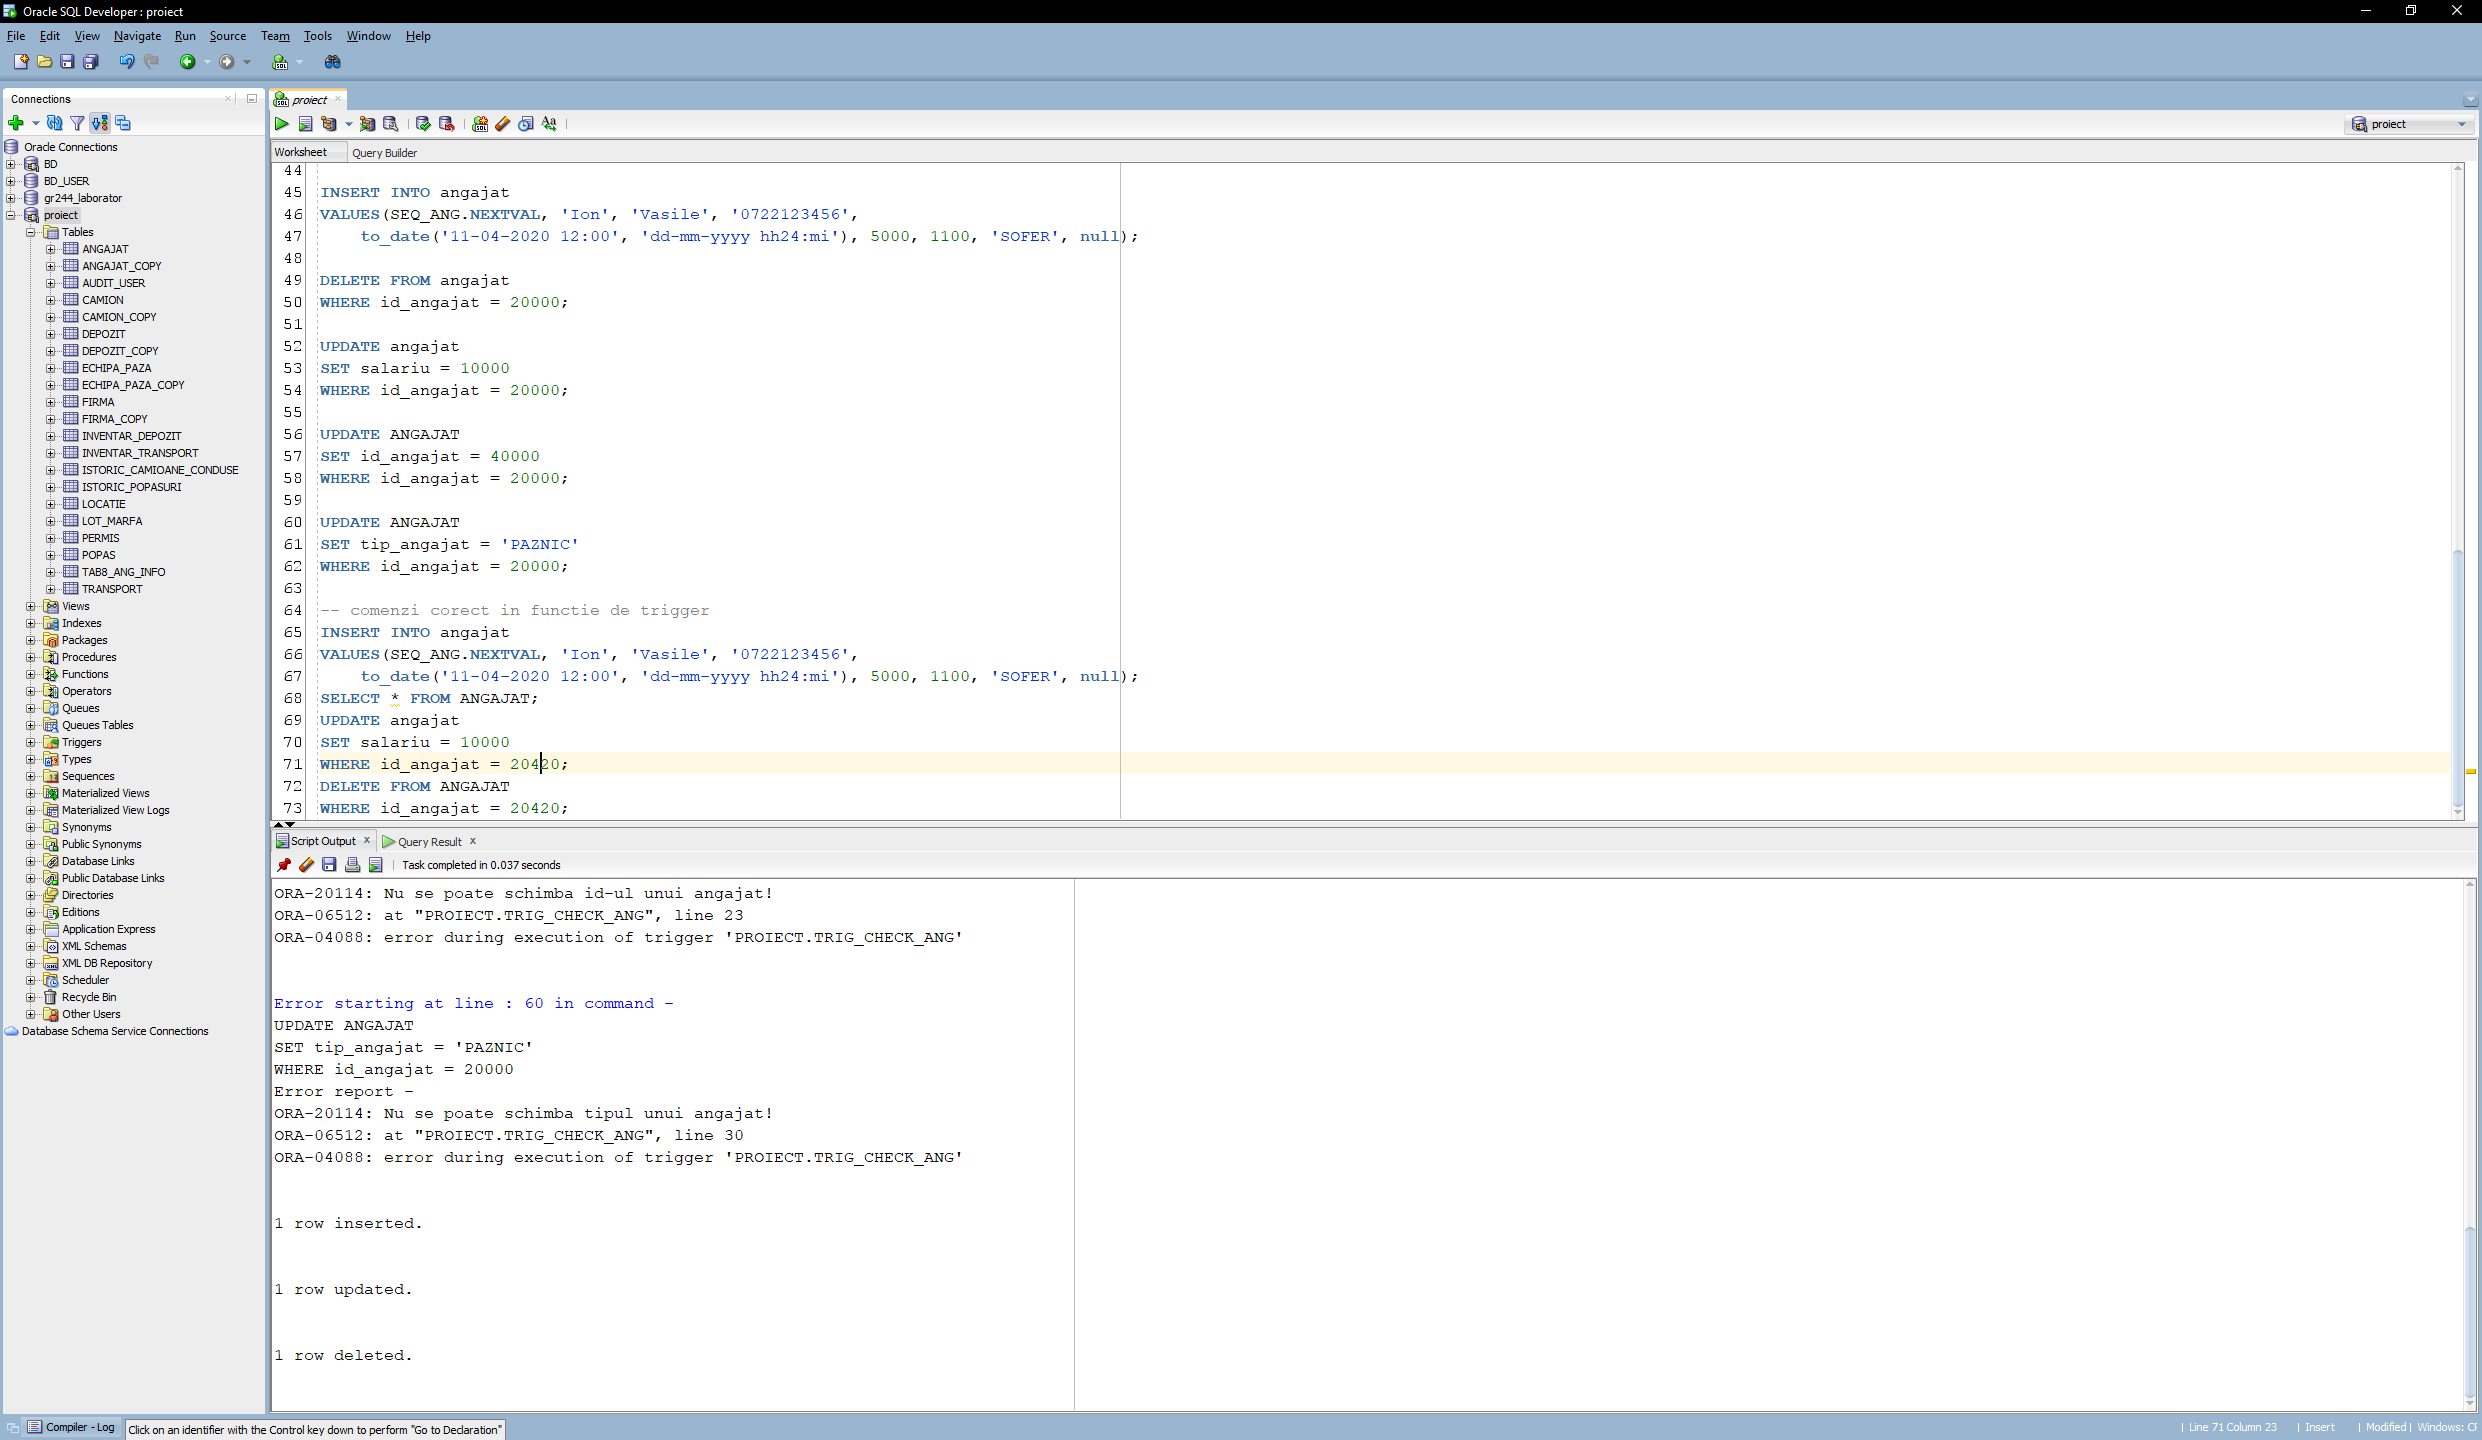 Oracle SQL Developer : proiect
File Edit View Navigate Run Source Team Tools Window Help
Connections
Oracle Connections
BD
BD_USER
gr244_laborator
proiect
Tables
ANGAJAT
ANGAJAT_COPY
AUDIT_USER
CAMION
CAMION_COPY
DEPOZIT
DEPOZIT_COPY
ECHIPA_PAZA
ECHIPA_PAZA_COPY
FIRMA
FIRMA_COPY
INVENTAR_DEPOZIT
INVENTAR_TRANSPORT
ISTORIC_CAMIOANE_CONDUSE
ISTORIC_POPASURI
LOCATIE
LOT_MARFA
PERMIS
POPAS
TAB8_ANG_INFO
TRANSPORT
Views
Indexes
Packages
Procedures
Functions
Operators
Queues
Queues Tables
Triggers
Types
Sequences
Materialized Views
Materialized View Logs
Synonyms
Public Synonyms
Database Links
Public Database Links
Directories
Editions
Application Express
XML Schemas
XML DB Repository
Scheduler
Recycle Bin
Other Users
Database Schema Service Connections
proiect
proiect
Worksheet Query Builder
44
45 INSERT INTO angajat
46 VALUES(SEQ_ANG.NEXTVAL, 'Ion', 'Vasile', '0722123456',
47 to_date('11-04-2020 12:00', 'dd-mm-yyyy hh24:mi'), 5000, 1100, 'SOFER', null);
48
49 DELETE FROM angajat
50 WHERE id_angajat = 20000;
51
52 UPDATE angajat
53 SET salariu = 10000
54 WHERE id_angajat = 20000;
55
56 UPDATE ANGAJAT
57 SET id_angajat = 40000
58 WHERE id_angajat = 20000;
59
60 UPDATE ANGAJAT
61 SET tip_angajat = 'PAZNIC'
62 WHERE id_angajat = 20000;
63
64 -- comenzi corect in functie de trigger
65 INSERT INTO angajat
66 VALUES(SEQ_ANG.NEXTVAL, 'Ion', 'Vasile', '0722123456',
67 to_date('11-04-2020 12:00', 'dd-mm-yyyy hh24:mi'), 5000, 1100, 'SOFER', null);
68 SELECT * FROM ANGAJAT;
69 UPDATE angajat
70 SET salariu = 10000
71 WHERE id_angajat = 20420;
72 DELETE FROM ANGAJAT
73 WHERE id_angajat = 20420;
Script Output x Query Result x
Task completed in 0.037 seconds
ORA-20114: Nu se poate schimba id-ul unui angajat!
ORA-06512: at "PROIECT.TRIG_CHECK_ANG", line 23
ORA-04088: error during execution of trigger 'PROIECT.TRIG_CHECK_ANG'
Error starting at line : 60 in command -
UPDATE ANGAJAT
SET tip_angajat = 'PAZNIC'
WHERE id_angajat = 20000
Error report -
ORA-20114: Nu se poate schimba tipul unui angajat!
ORA-06512: at "PROIECT.TRIG_CHECK_ANG", line 30
ORA-04088: error during execution of trigger 'PROIECT.TRIG_CHECK_ANG'
1 row inserted.
1 row updated.
1 row deleted.
Compiler - Log Click on an identifier with the Control key down to perform "Go to Declaration" | Line 71 Column 23 | Insert | Modified | Windows: